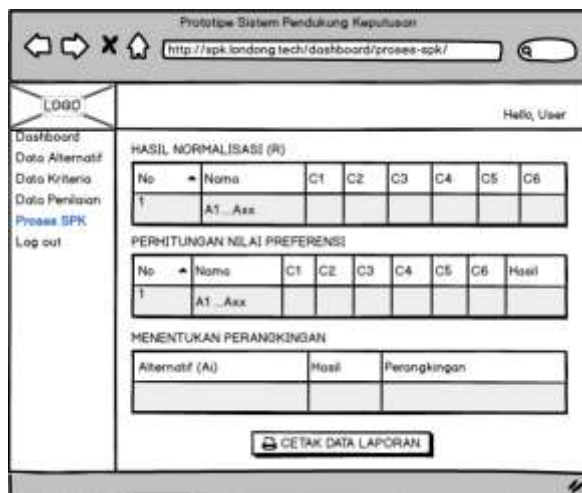 Prototipe Sistem Pendukung Keputusan
http://spk.londong.tech/dashboard/proses-spk/
LOGO
Hello, User
Dashboard
Data Alternatif
Data Kriteria
Data Penilaian
Proses SPK
Log out
HASIL NORMALISASI (R)
No Nama C1 C2 C3 C4 C5 C6
1 A1...Axx
PERHITUNGAN NILAI PREFERENSI
No Nama C1 C2 C3 C4 C5 C6 Hasil
1 A1...Axx
MENENTUKAN PERANGKINGAN
Alternatif (Ai) Hasil Perangkingan
CETAK DATA LAPORAN